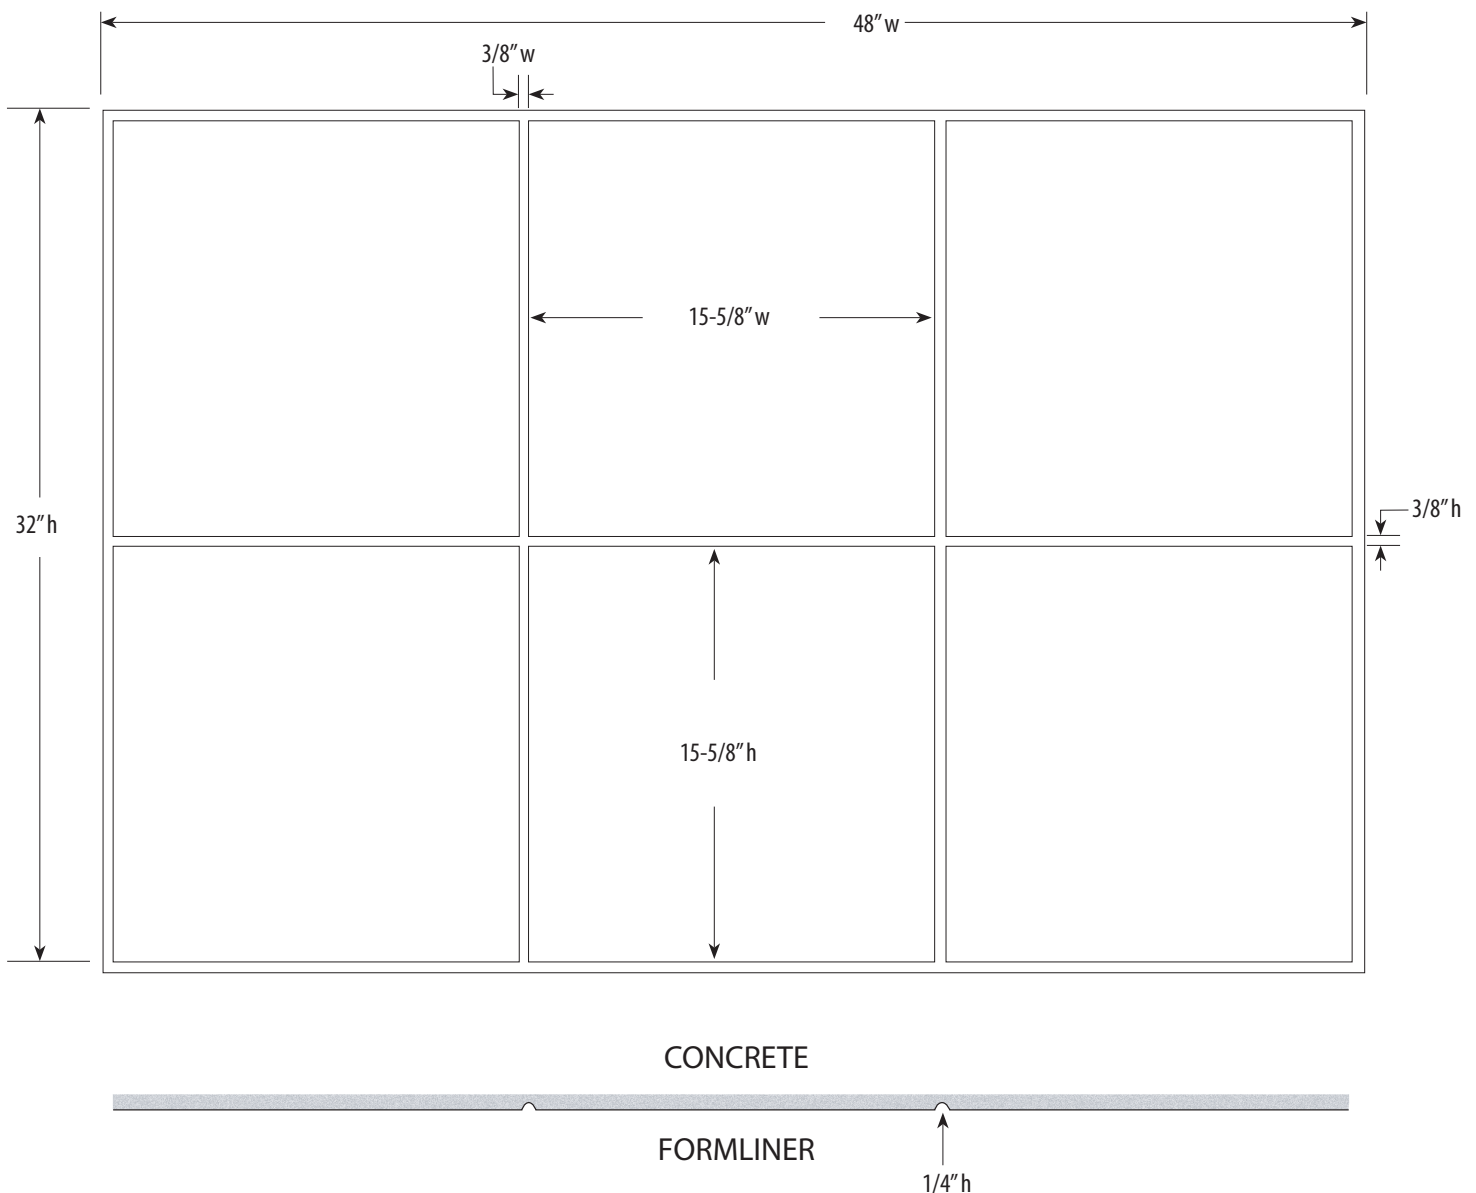 48” w
3/8” w
15-5/8” w
32” h
3/8” h
15-5/8” h
CONCRETE
FORMLINER
1/4” h